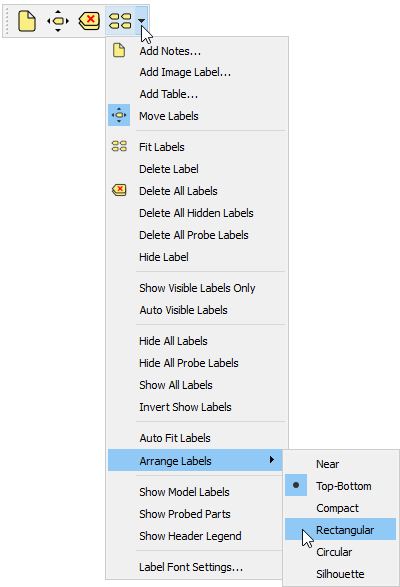 Add Notes...
Add Image Label...
Add Table...
Move Labels
Fit Labels
Delete Label
Delete All Labels
Delete All Hidden Labels
Delete All Probe Labels
Hide Label
Show Visible Labels Only
Auto Visible Labels
Hide All Labels
Hide All Probe Labels
Show All Labels
Invert Show Labels
Auto Fit Labels
Arrange Labels
Near
Top-Bottom
Compact
Rectangular
Circular
Silhouette
Show Model Labels
Show Probed Parts
Show Header Legend
Label Font Settings...